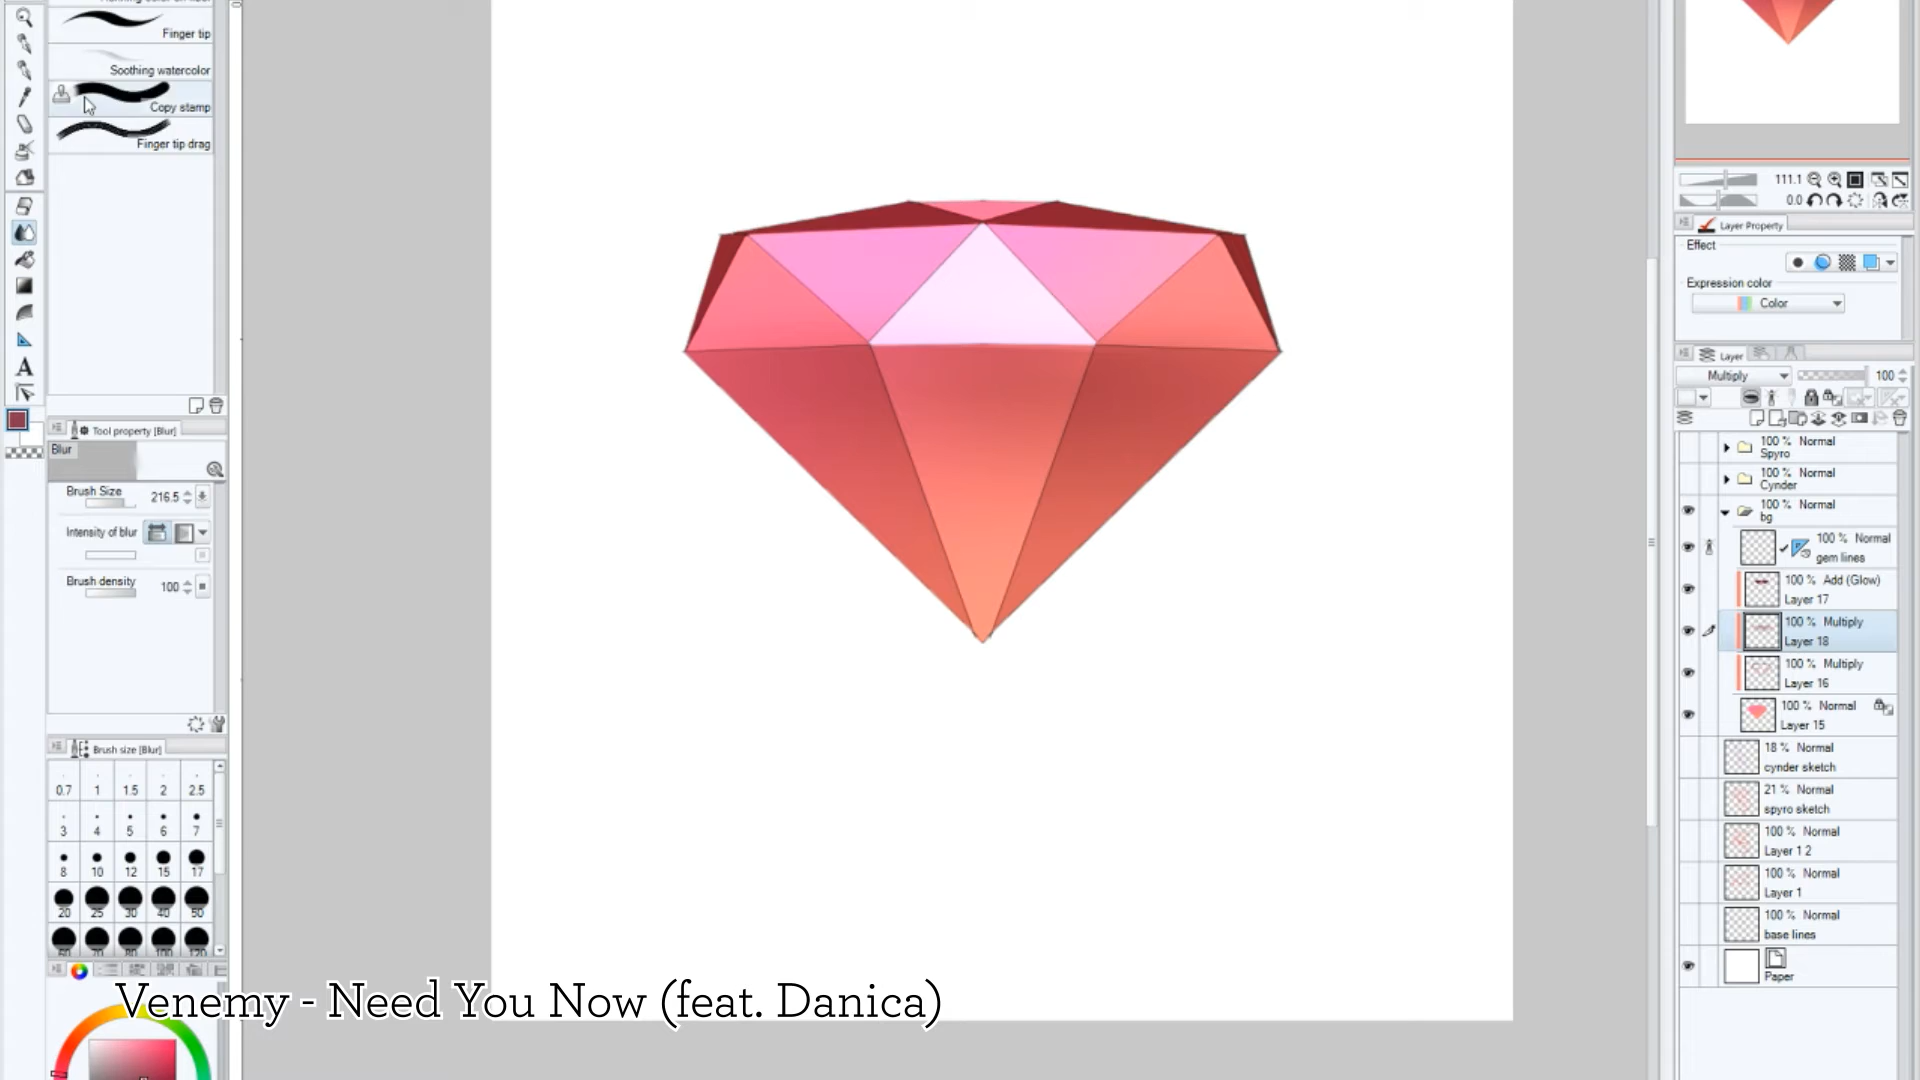 Finger tip
Soothing watercolor
Copy stamp
Finger tip drag
Tool property [Blur]
Blur
Brush Size 216.5
Intensity of blur
Brush density 100
Brush size [Blur]
0.7 1 1.5 2 2.5
3 4 5 6 7
8 10 12 15 17
20 25 30 40 50
Venemy - Need You Now (feat. Danica)
111.1
0.0
Layer Property
Effect
Expression color
Color
Layer
Multiply 100
100 % Normal
Spyro
100 % Normal
Cynder
100 % Normal
bg
100 % Normal
gem lines
100 % Add (Glow)
Layer 17
100 % Multiply
Layer 18
100 % Multiply
Layer 16
100 % Normal
Layer 15
18 % Normal
cynder sketch
21 % Normal
spyro sketch
100 % Normal
Layer 1 2
100 % Normal
Layer 1
100 % Normal
base lines
Paper